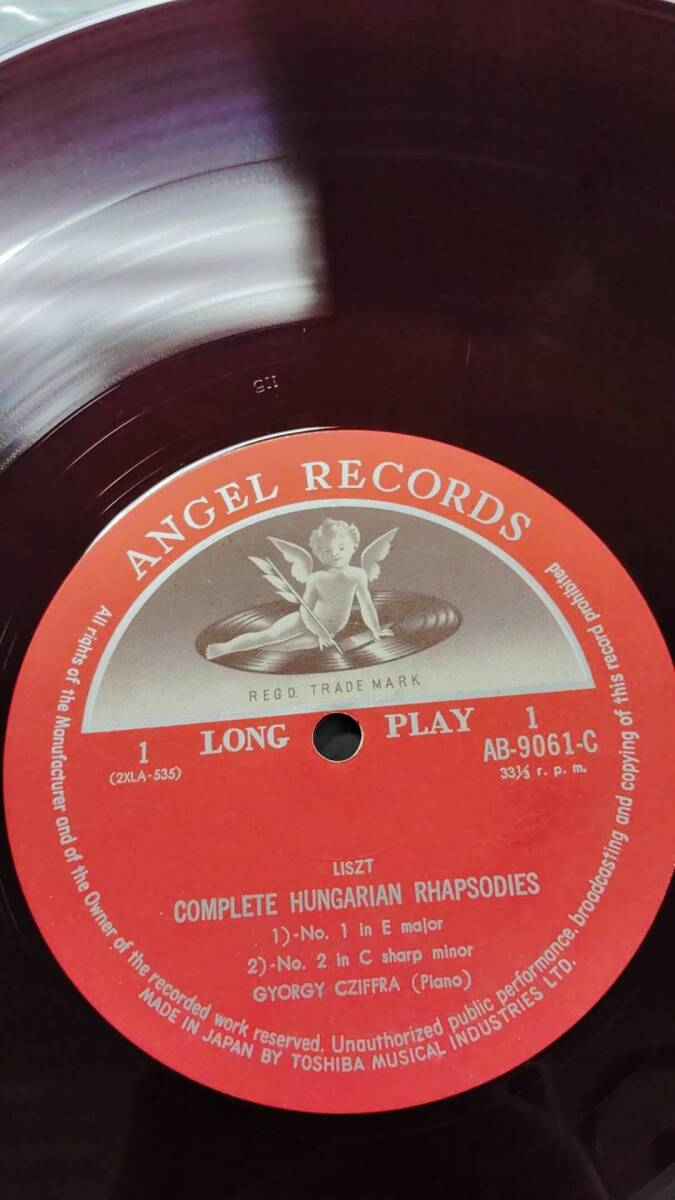 GII
ANGEL RECORDS
REGD. TRADE MARK
1 LONG PLAY 1
(2XLA-535)
AB-9061-C
33⅓ r. p. m.
LISZT
COMPLETE HUNGARIAN RHAPSODIES
1)-No. 1 in E major
2)-No. 2 in C sharp minor
GYORGY CZIFFRA (Piano)
All rights of the Manufacturer and of the Owner of the recorded work reserved. Unauthorized public performance, broadcasting and copying of this record prohibited
MADE IN JAPAN BY TOSHIBA MUSICAL INDUSTRIES LTD.